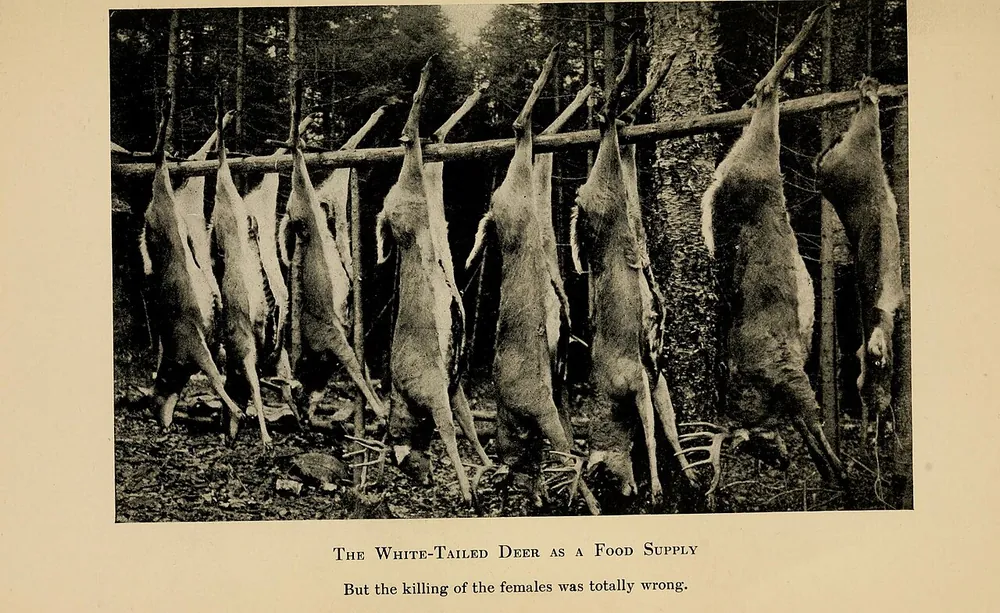 The White-Tailed Deer as a Food Supply
But the killing of the females was totally wrong.